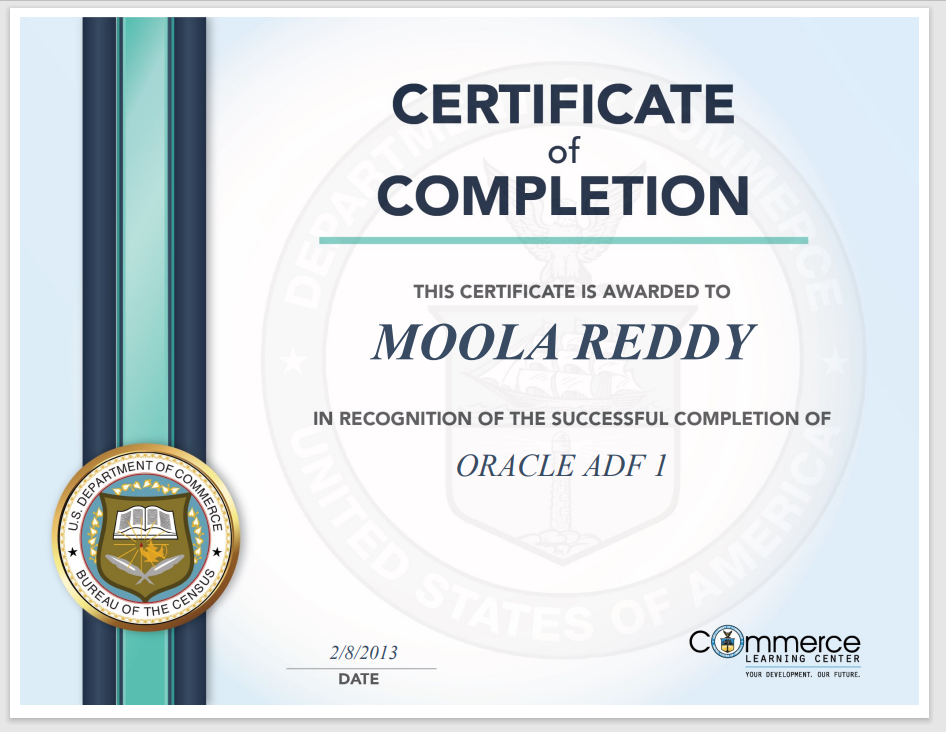 CERTIFICATE
of
COMPLETION
THIS CERTIFICATE IS AWARDED TO
MOOLA REDDY
IN RECOGNITION OF THE SUCCESSFUL COMPLETION OF
ORACLE ADF 1
DEPARTMENT OF COMMERCE
UNITED STATES OF AMERICA
U.S. DEPARTMENT OF COMMERCE
BUREAU OF THE CENSUS
2/8/2013
DATE
Commerce
LEARNING CENTER
YOUR DEVELOPMENT. OUR FUTURE.